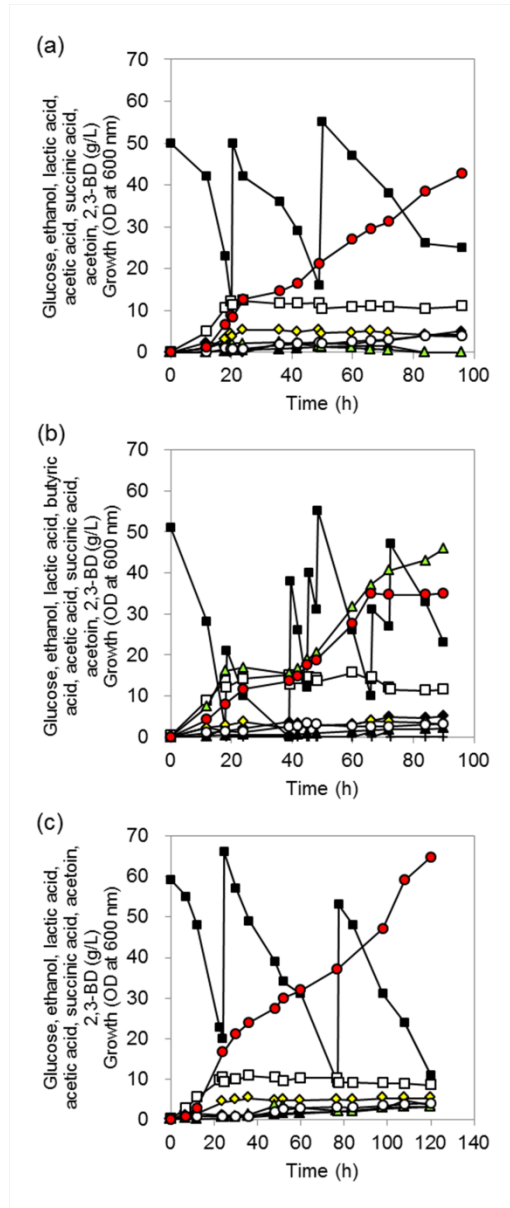 (a)
Glucose, ethanol, lactic acid,
acetic acid, succinic acid,
acetoin, 2,3-BD (g/L)
Growth (OD at 600 nm)
70
60
50
40
30
20
10
0
0 20 40 60 80 100
Time (h)
(b)
Glucose, ethanol, lactic acid, butyric
acid, acetic acid, succinic acid,
acetoin, 2,3-BD (g/L)
Growth (OD at 600 nm)
70
60
50
40
30
20
10
0
0 20 40 60 80 100
Time (h)
(c)
Glucose, ethanol, lactic acid,
acetic acid, succinic acid, acetoin,
2,3-BD (g/L)
Growth (OD at 600 nm)
70
60
50
40
30
20
10
0
0 20 40 60 80 100 120 140
Time (h)